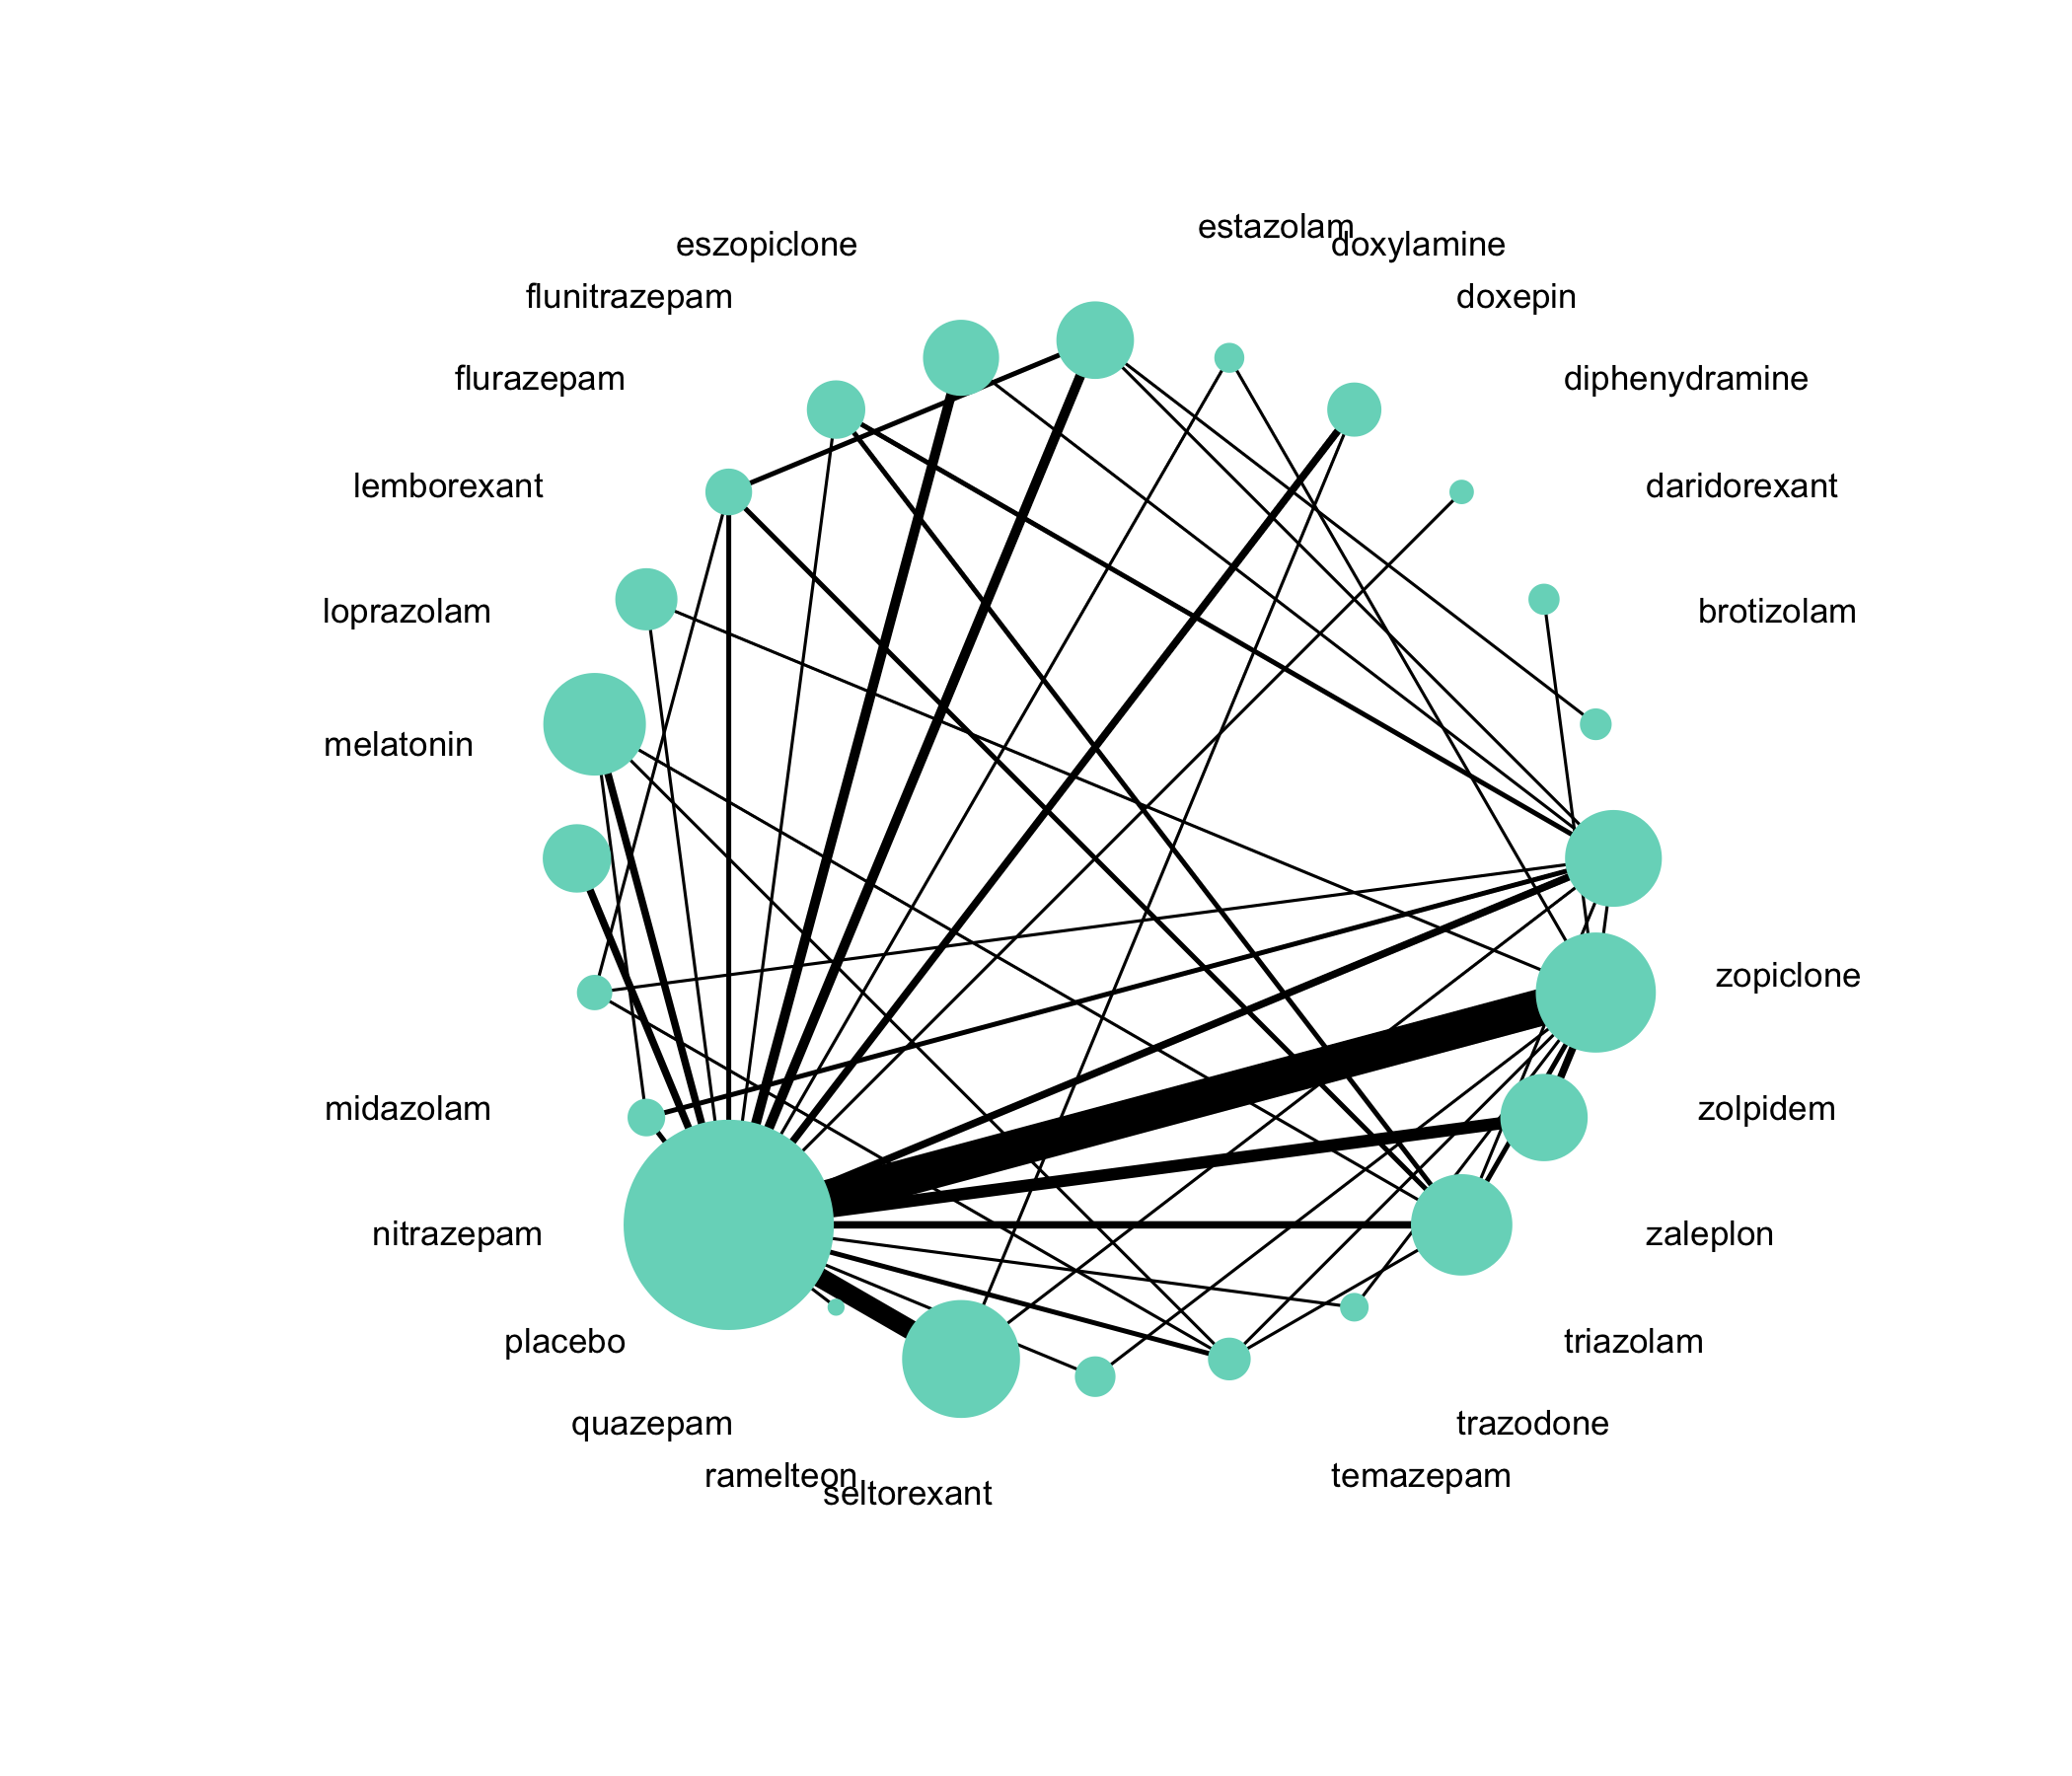 estazolam
eszopiclone
doxylamine
flunitrazepam
doxepin
flurazepam
diphenydramine
lemborexant
daridorexant
loprazolam
brotizolam
melatonin
zopiclone
midazolam
zolpidem
nitrazepam
zaleplon
placebo
triazolam
quazepam
trazodone
ramelteon
temazepam
seltorexant